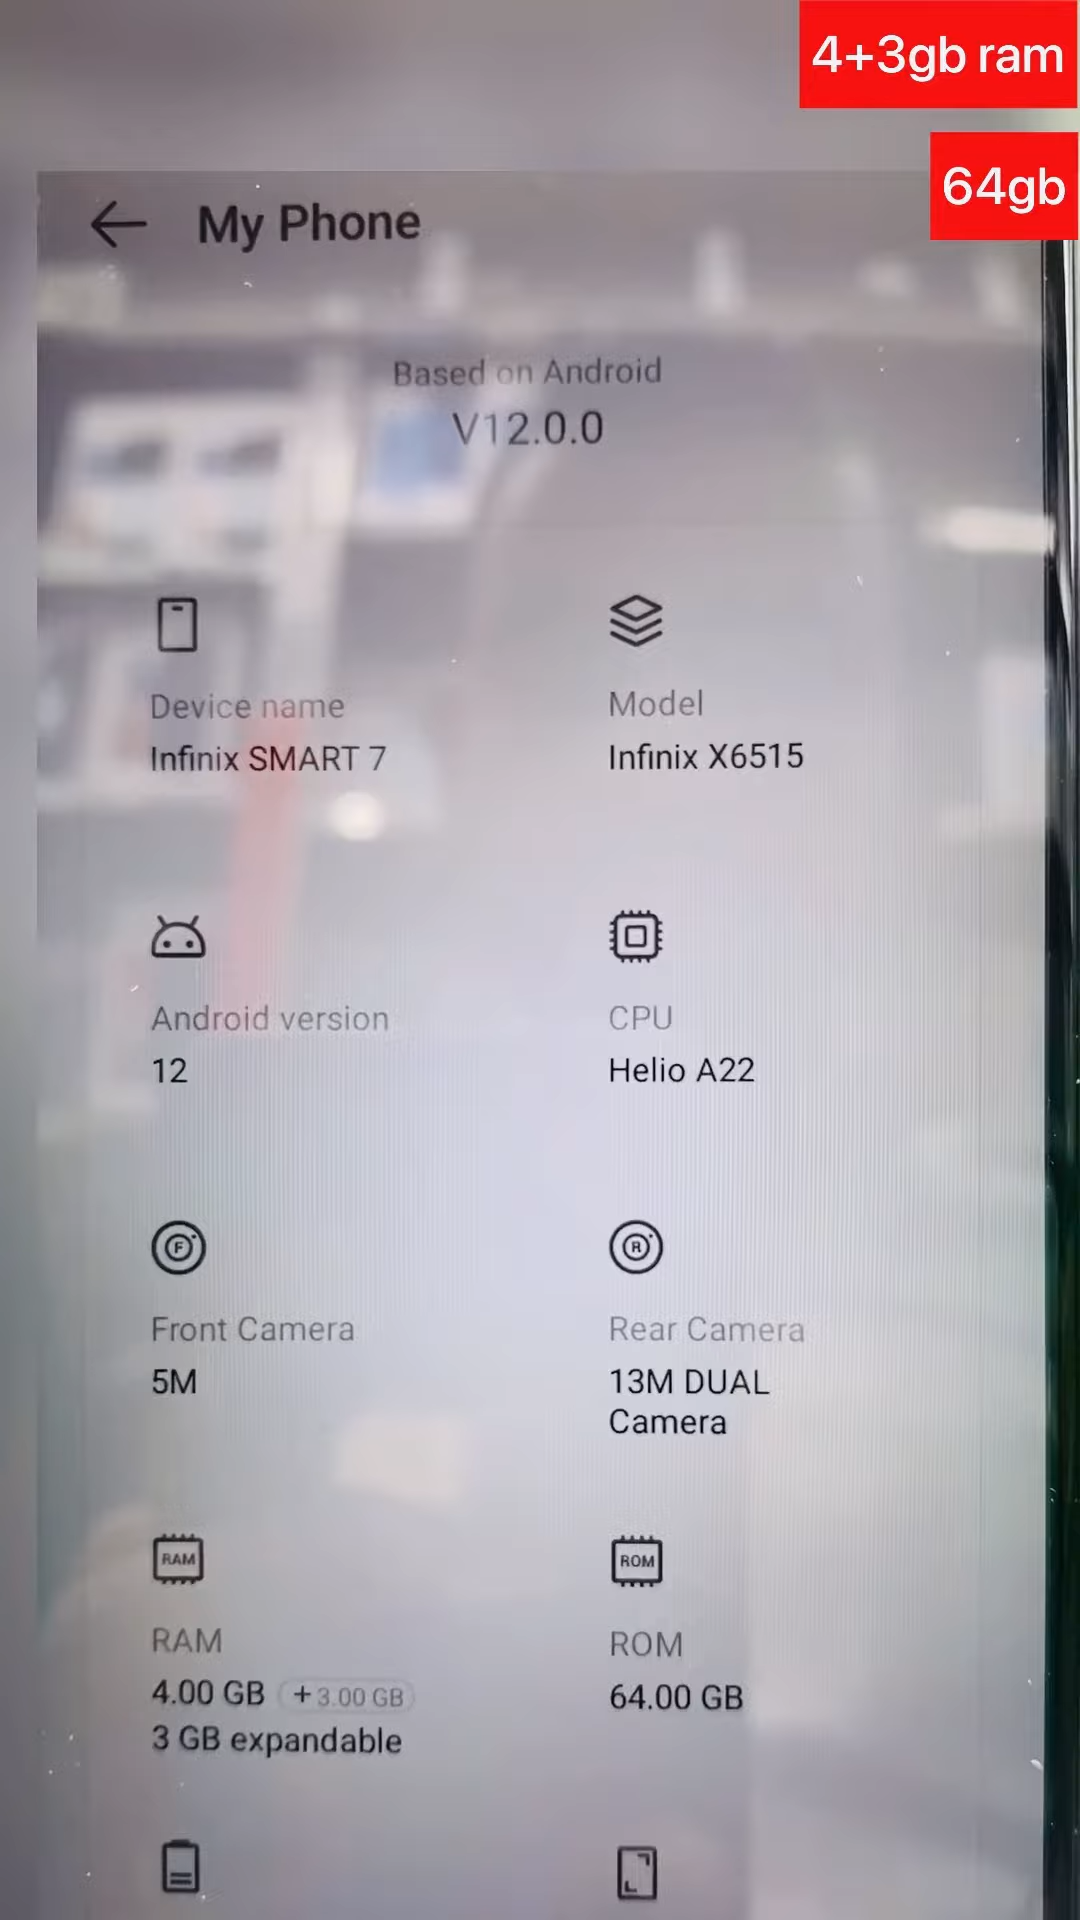 4+3gb ram
64gb
My Phone
Based on Android
V12.0.0
Device name
Infinix SMART 7
Model
Infinix X6515
Android version
12
CPU
Helio A22
F
Front Camera
5M
R
Rear Camera
13M DUAL
Camera
RAM
RAM
4.00 GB +3.00 GB
3 GB expandable
ROM
ROM
64.00 GB